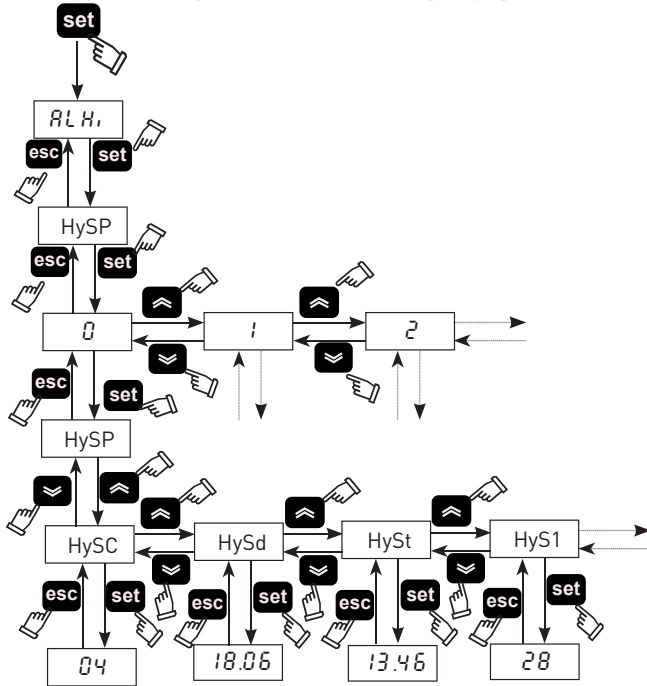 set
ALHi
esc set
HySP
esc set
0 1 2
esc set
HySP
HySC HySd HySt HyS1
esc set esc set esc set esc set
04 18.06 13.46 28